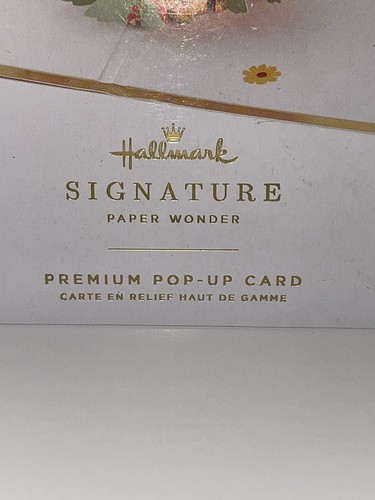 Hallmark
SIGNATURE
PAPER WONDER
PREMIUM POP-UP CARD
CARTE EN RELIEF HAUT DE GAMME